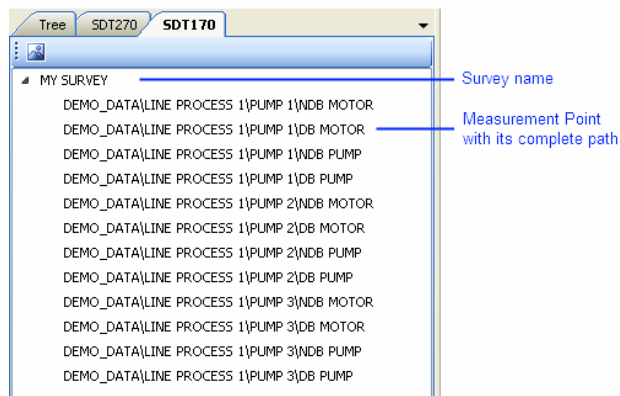 Tree SDT270 SDT170
MY SURVEY
Survey name
DEMO_DATA\LINE PROCESS 1\PUMP 1\NDB MOTOR
DEMO_DATA\LINE PROCESS 1\PUMP 1\DB MOTOR
Measurement Point
with its complete path
DEMO_DATA\LINE PROCESS 1\PUMP 1\NDB PUMP
DEMO_DATA\LINE PROCESS 1\PUMP 1\DB PUMP
DEMO_DATA\LINE PROCESS 1\PUMP 2\NDB MOTOR
DEMO_DATA\LINE PROCESS 1\PUMP 2\DB MOTOR
DEMO_DATA\LINE PROCESS 1\PUMP 2\NDB PUMP
DEMO_DATA\LINE PROCESS 1\PUMP 2\DB PUMP
DEMO_DATA\LINE PROCESS 1\PUMP 3\NDB MOTOR
DEMO_DATA\LINE PROCESS 1\PUMP 3\DB MOTOR
DEMO_DATA\LINE PROCESS 1\PUMP 3\NDB PUMP
DEMO_DATA\LINE PROCESS 1\PUMP 3\DB PUMP